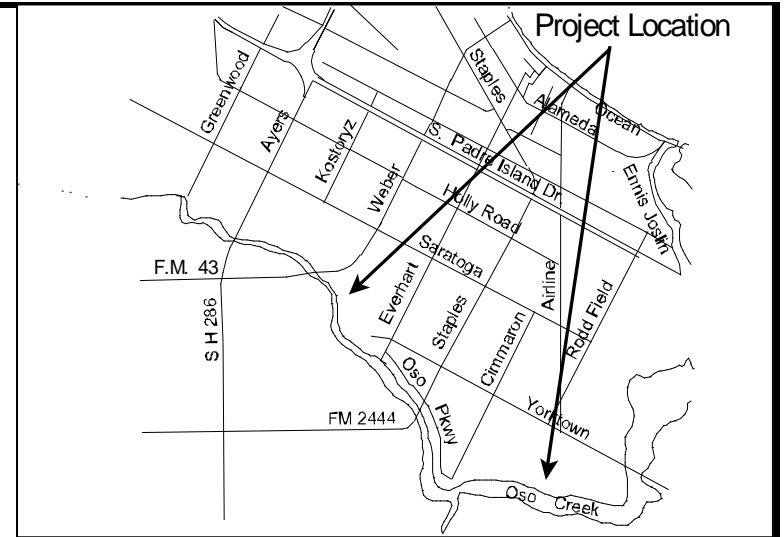 Project Location
Greenwood
Ayers
Kostoryz
Weber
Staples
Alameda
Ocean
S. Padre Island Dr.
Ennis Joslin
Holly Road
Saratoga
F.M. 43
S H 286
Everhart
Staples
Cimmaron
Airline
Rodd Field
Oso Pkwy
Yorktown
FM 2444
Oso Creek